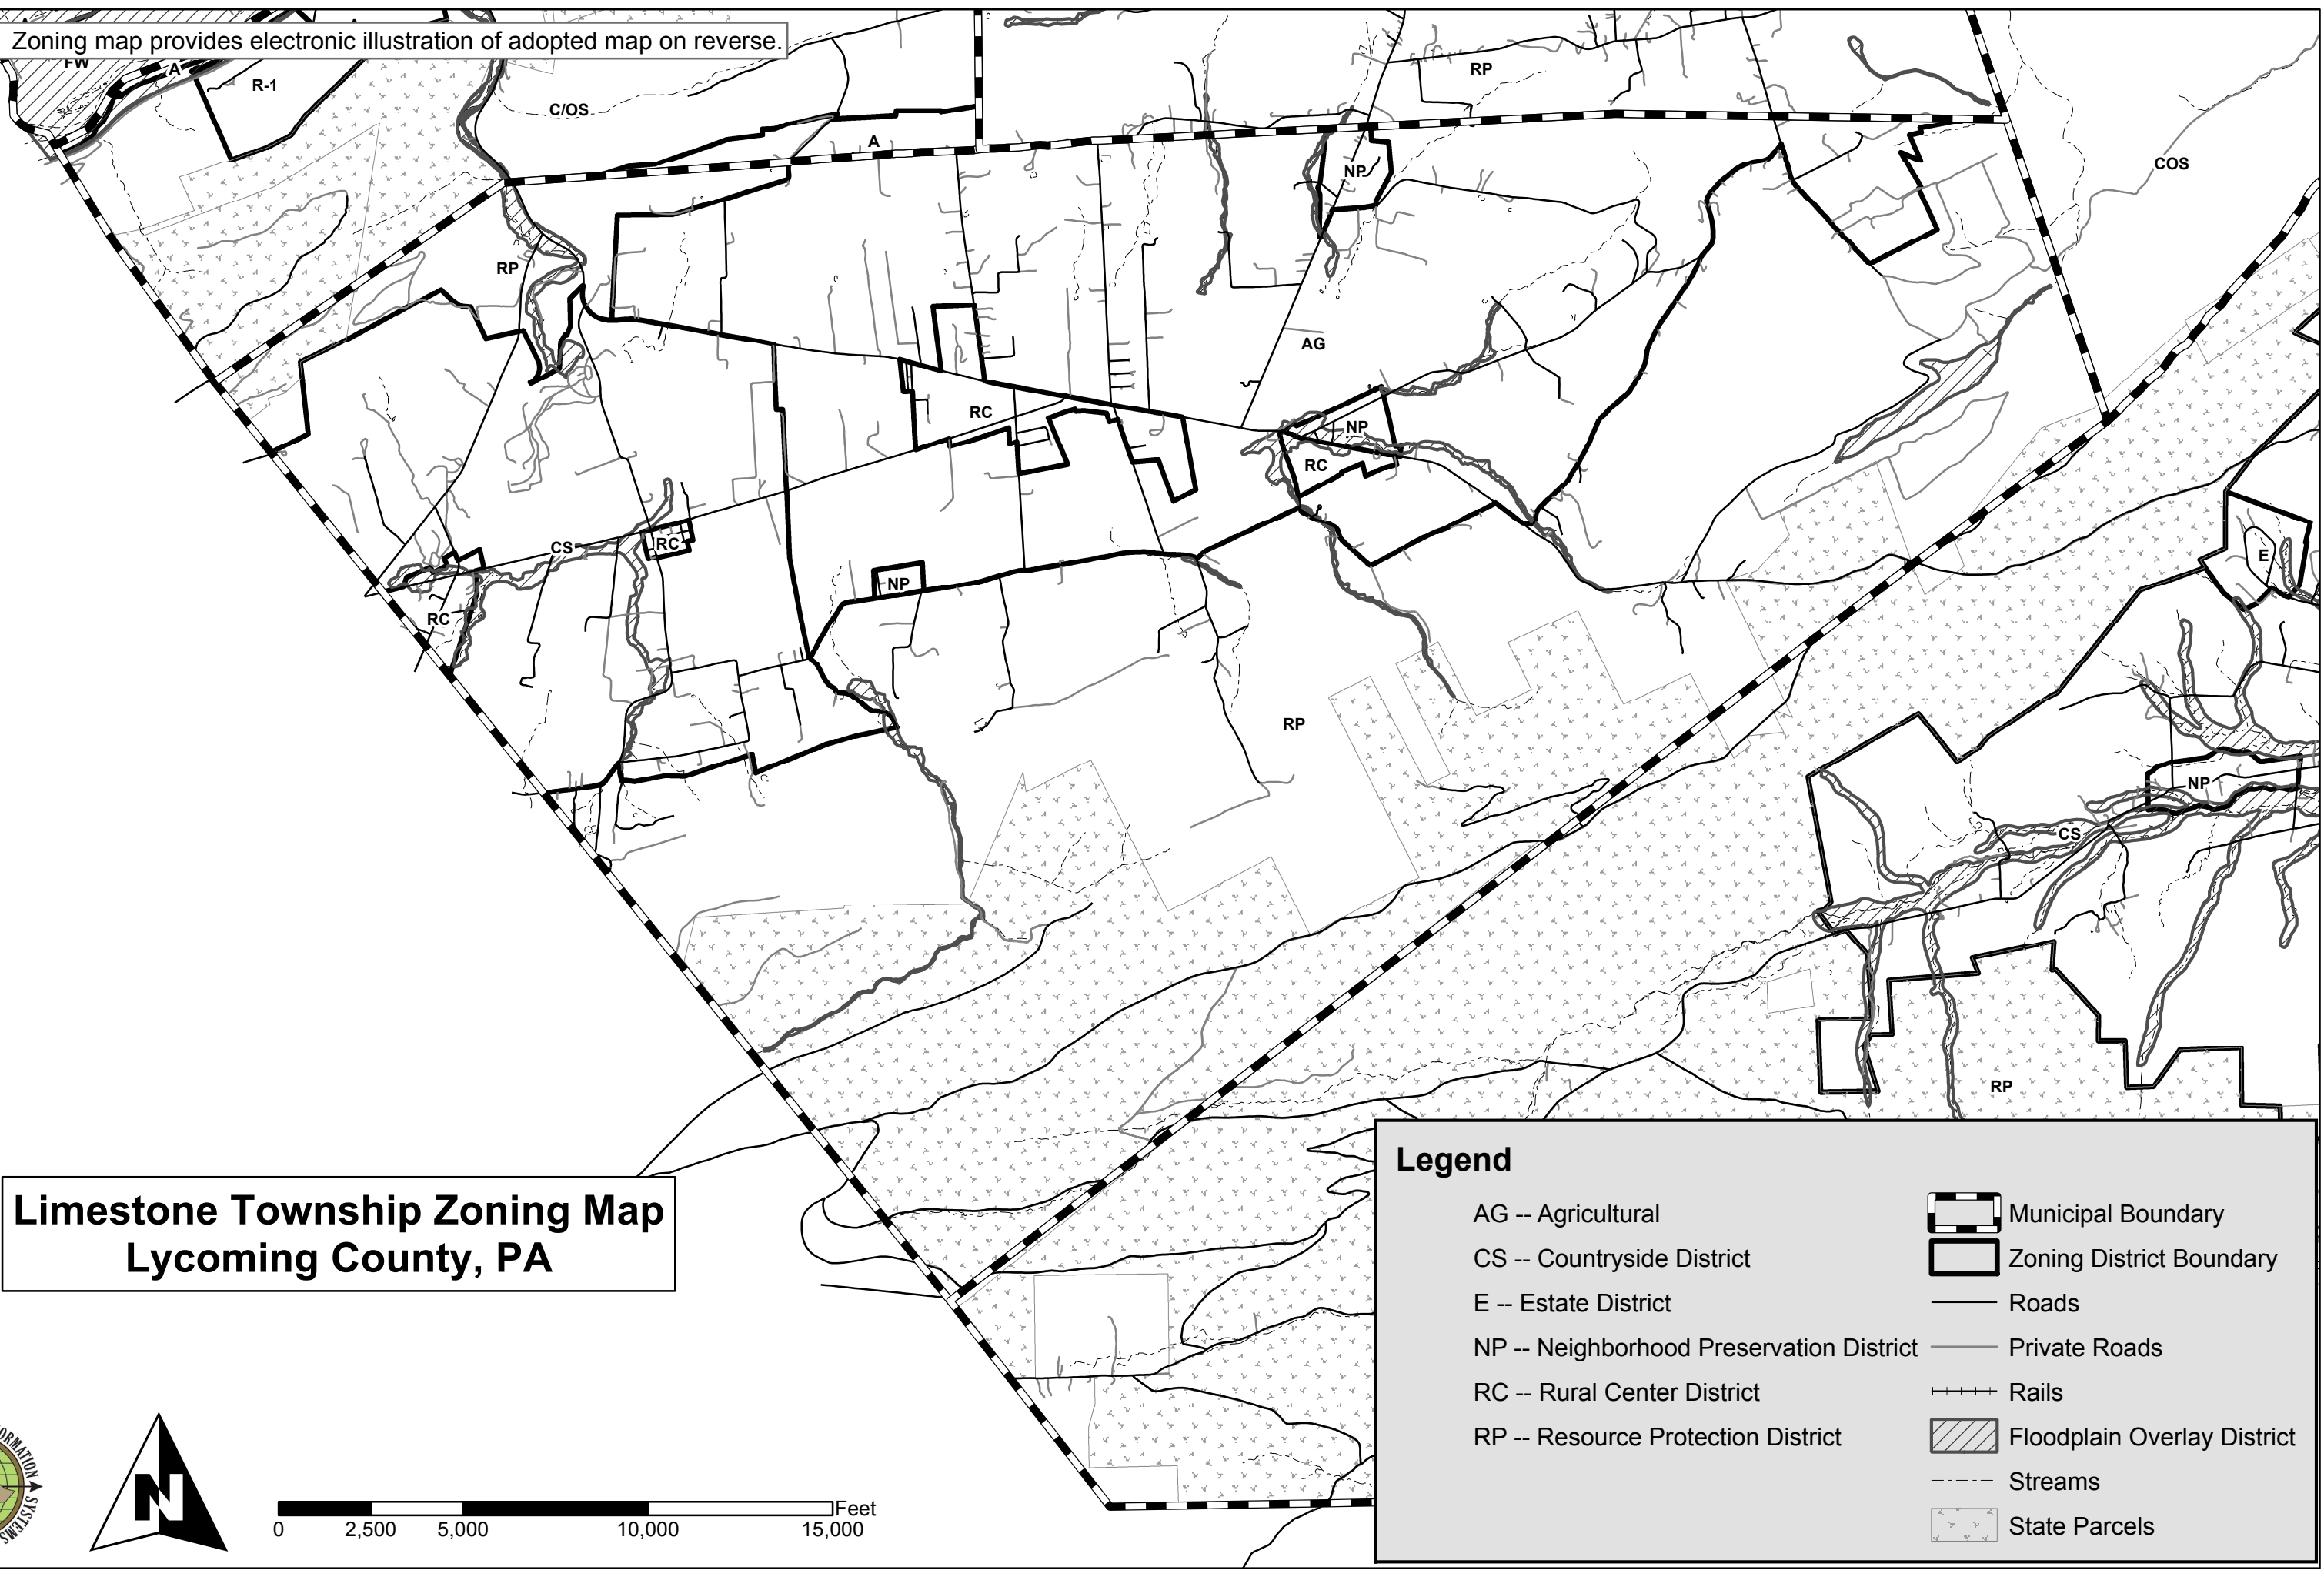 Zoning map provides electronic illustration of adopted map on reverse.
FW
A
R-1
C/OS
A
RP
NP
COS
RP
AG
RC
NP
RC
CS
RC
NP
RC
E
RP
NP
CS
RP
Limestone Township Zoning Map
Lycoming County, PA
Legend
AG -- Agricultural
CS -- Countryside District
E -- Estate District
NP -- Neighborhood Preservation District
RC -- Rural Center District
RP -- Resource Protection District
Municipal Boundary
Zoning District Boundary
Roads
Private Roads
Rails
Floodplain Overlay District
Streams
State Parcels
SYSTEMS
N
Feet
0 2,500 5,000 10,000 15,000